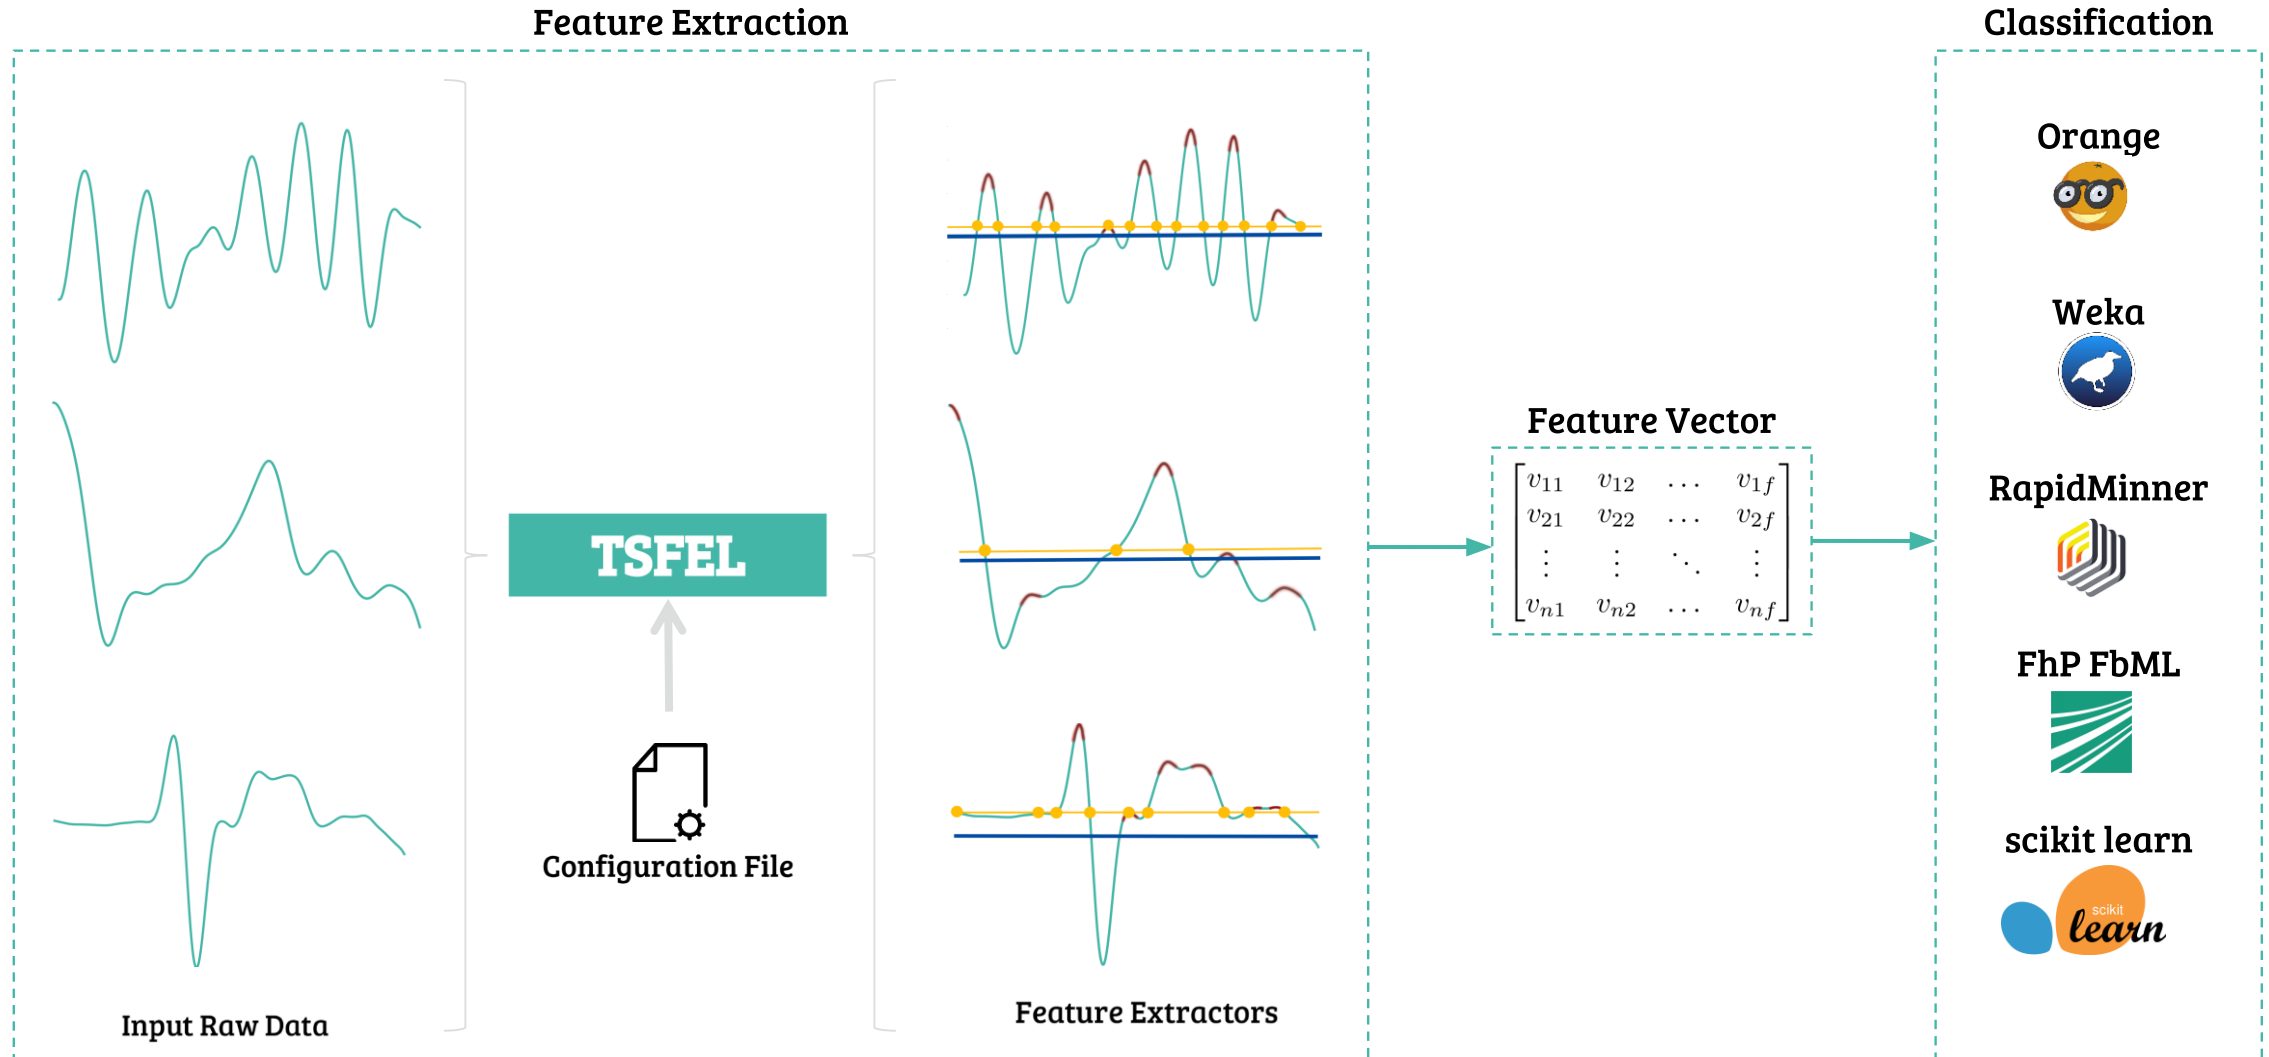 Feature Extraction
Classification
Input Raw Data
TSFEL
Configuration File
Feature Extractors
Feature Vector
v11 v12 ... v1f
v21 v22 ... v2f
⋮ ⋮ ⋱ ⋮
vn1 vn2 ... vnf
Orange
Weka
RapidMinner
FhP FbML
scikit learn
scikit
learn